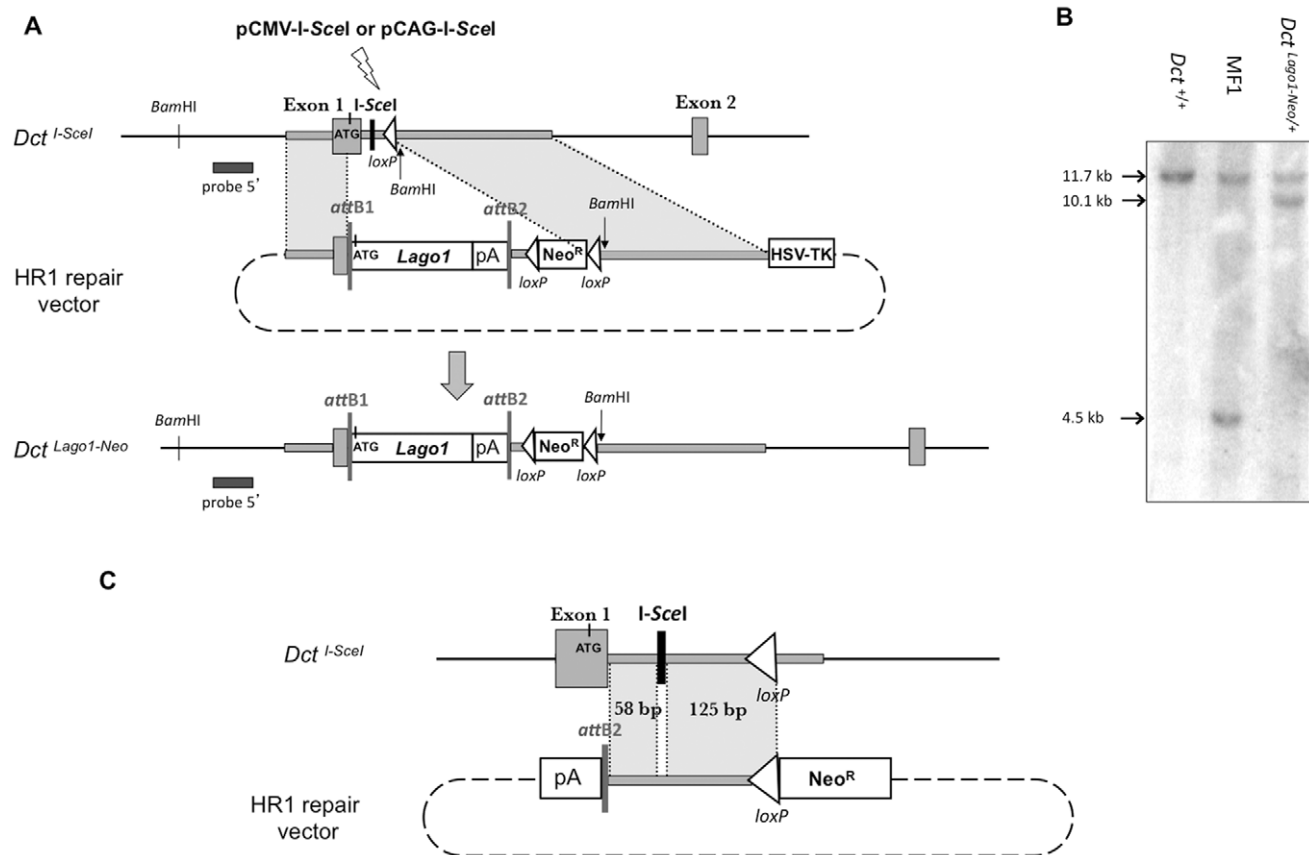 A
pCMV-I-SceI or pCAG-I-SceI
BamHI
Exon 1
I-SceI
Exon 2
Dct I-SceI
ATG
loxP
probe 5'
BamHI
attB1
attB2
BamHI
ATG
Lago1
pA
NeoR
HSV-TK
loxP
loxP
HR1 repair
vector
attB1
attB2
BamHI
BamHI
Dct Lago1-Neo
ATG
Lago1
pA
NeoR
loxP
loxP
probe 5'
B
Dct +/+
MF1
Dct Lago1-Neo/+
11.7 kb
10.1 kb
4.5 kb
C
Exon 1
I-SceI
Dct I-SceI
ATG
loxP
58 bp
125 bp
attB2
pA
NeoR
loxP
HR1 repair
vector